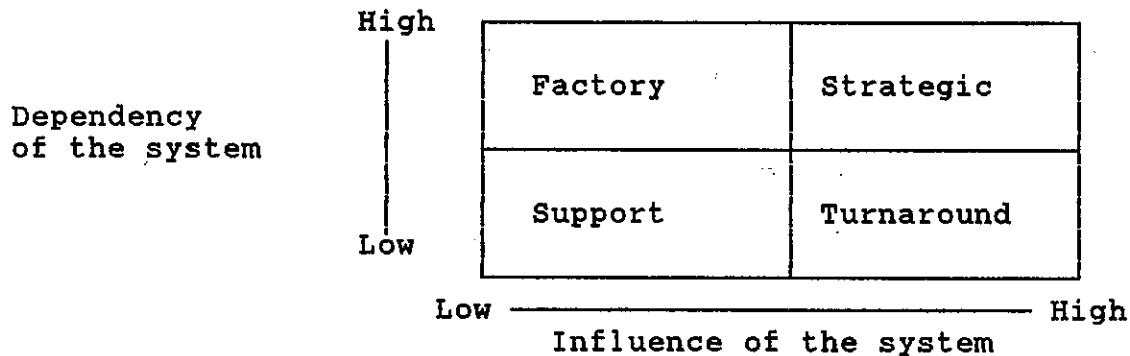 High
Factory Strategic
Dependency
of the system
Support Turnaround
Low
Low High
Influence of the system